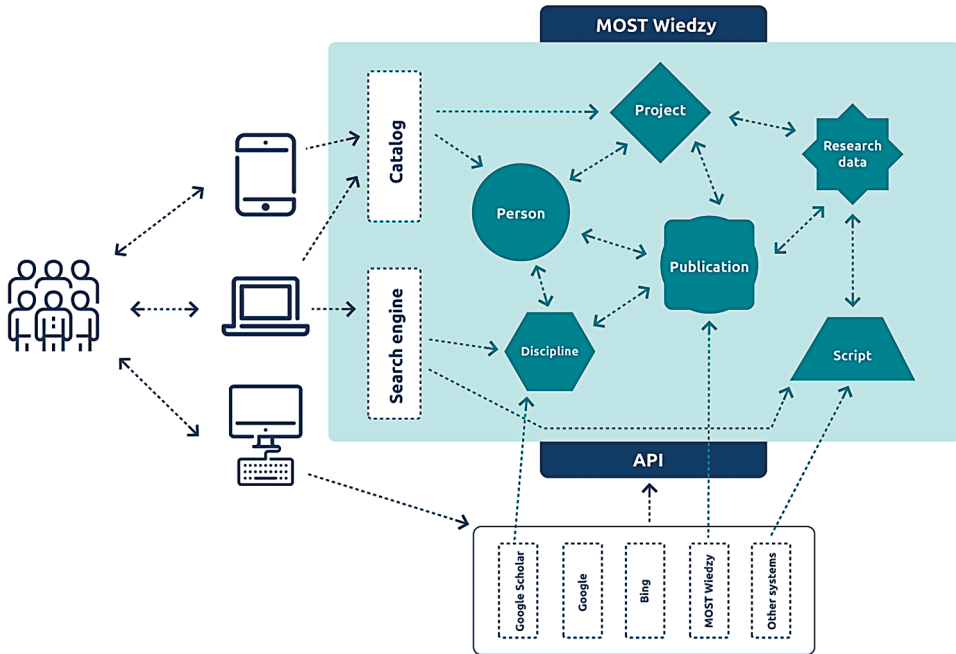 MOST Wiedzy
Catalog
Project
Research
data
Person
Publication
Search engine
Discipline
Script
API
Google Scholar
Google
Bing
MOST Wiedzy
Other systems